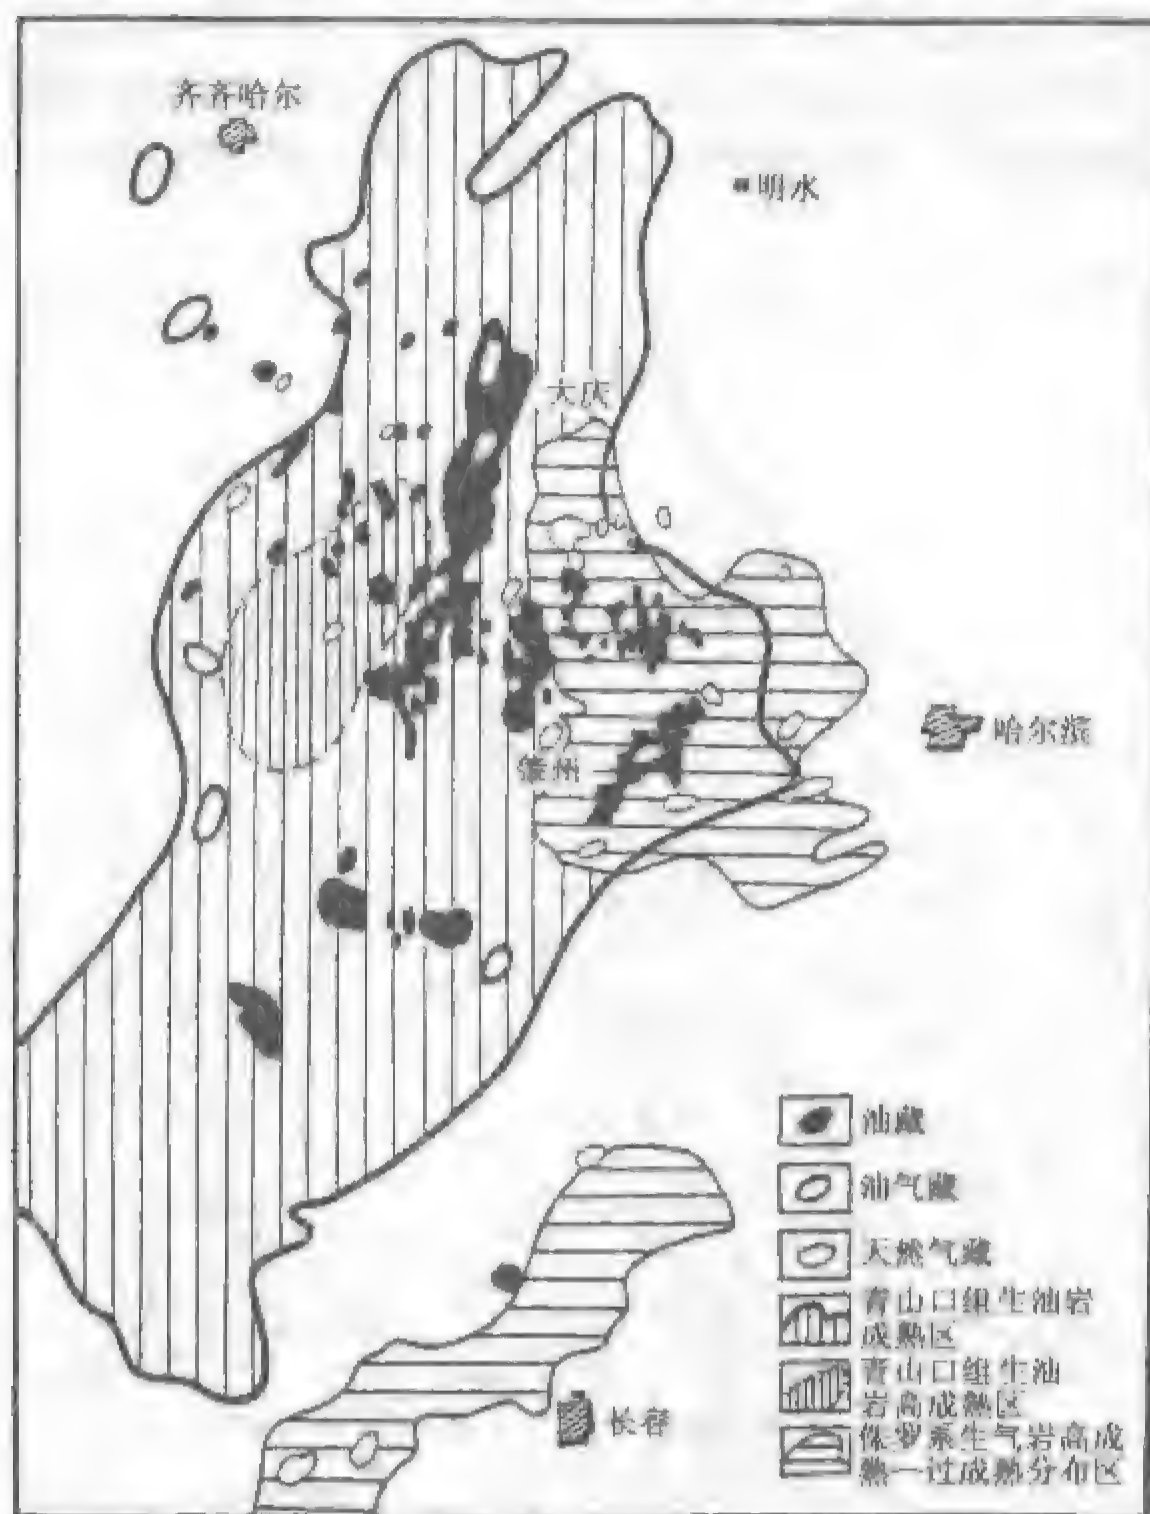 齐齐哈尔
明水
大庆
哈尔滨
肇州
油藏
油气藏
天然气藏
青山口组生油岩
成熟区
青山口组生油
岩高成熟区
侏罗系生气岩高成
熟一过成熟分布区
长春